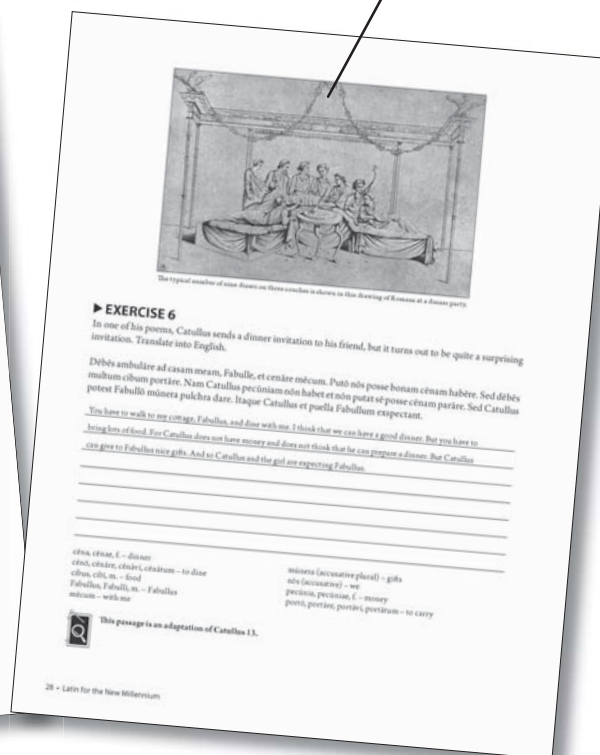 The typical number of nine diners on three couches is shown in this drawing of Romans at a dinner party.
▶ EXERCISE 6
In one of his poems, Catullus sends a dinner invitation to his friend, but it turns out to be quite a surprising
invitation. Translate into English.
Dēbēs ambulāre ad casam meam, Fabulle, et cēnāre mēcum. Putō nōs posse bonam cēnam habēre. Sed dēbēs
multum cibum portāre. Nam Catullus pecūniam nōn habet et nōn putat sē posse cēnam parāre. Sed Catullus
potest Fabullō mūnera pulchra dare. Itaque Catullus et puella Fabullum exspectant.
You have to walk to my cottage, Fabullus, and dine with me. I think that we can have a good dinner. But you have to
bring lots of food. For Catullus does not have money and does not think that he can prepare a dinner. But Catullus
can give to Fabullus nice gifts. And so Catullus and the girl are expecting Fabullus.
cēna, cēnae, f. – dinner
cēnō, cēnāre, cēnāvī, cēnātum – to dine
cibus, cibī, m. – food
Fabullus, Fabullī, m. – Fabullus
mēcum – with me
mūnera (accusative plural) – gifts
nōs (accusative) – we
pecūnia, pecūniae, f. – money
portō, portāre, portāvī, portātum – to carry
This passage is an adaptation of Catullus 13.
28 • Latin for the New Millennium